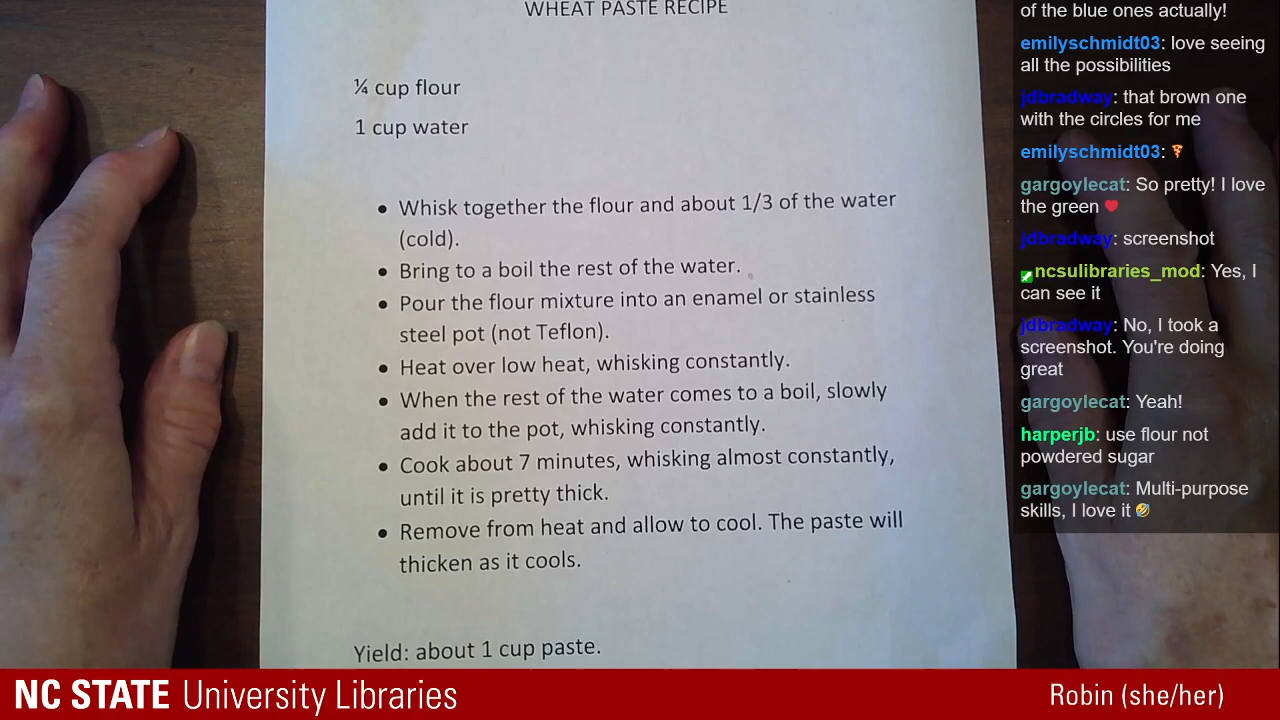 WHEAT PASTE RECIPE
¼ cup flour
1 cup water
• Whisk together the flour and about 1/3 of the water
(cold).
• Bring to a boil the rest of the water.
• Pour the flour mixture into an enamel or stainless
steel pot (not Teflon).
• Heat over low heat, whisking constantly.
• When the rest of the water comes to a boil, slowly
add it to the pot, whisking constantly.
• Cook about 7 minutes, whisking almost constantly,
until it is pretty thick.
• Remove from heat and allow to cool. The paste will
thicken as it cools.
Yield: about 1 cup paste.
of the blue ones actually!
emilyschmidt03: love seeing
all the possibilities
jdbradway: that brown one
with the circles for me
emilyschmidt03: 🍕
gargoylecat: So pretty! I love
the green ❤️
jdbradway: screenshot
ncsulibraries_mod: Yes, I
can see it
jdbradway: No, I took a
screenshot. You're doing
great
gargoylecat: Yeah!
harperjb: use flour not
powdered sugar
gargoylecat: Multi-purpose
skills, I love it 🤣
NC STATE University Libraries
Robin (she/her)